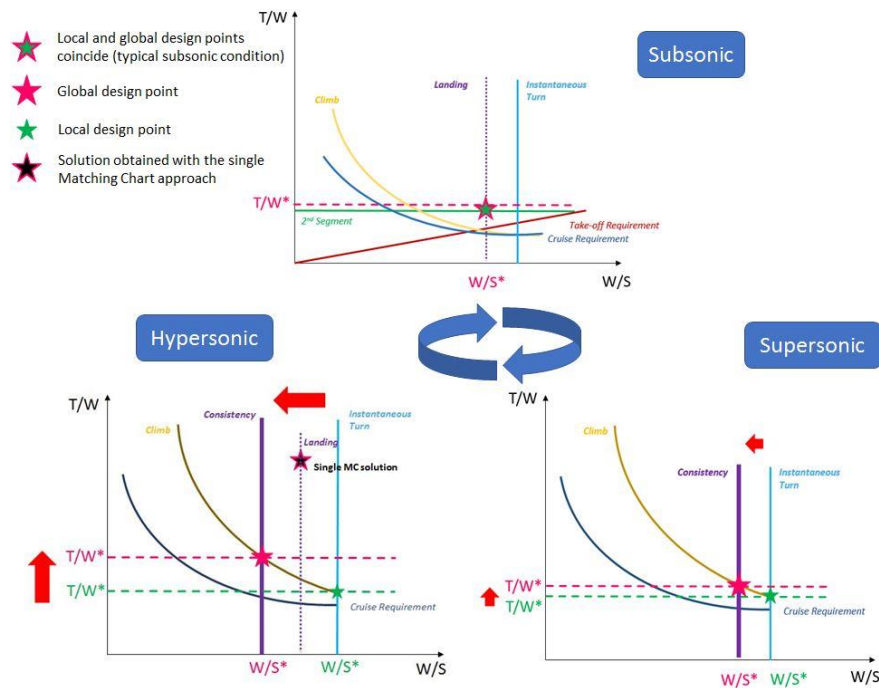 Local and global design points
coincide (typical subsonic condition)
Global design point
Local design point
Solution obtained with the single
Matching Chart approach
T/W
Subsonic
Landing
Instantaneous
Turn
Climb
T/W*
2nd Segment
Take-off Requirement
Cruise Requirement
W/S*
W/S
Hypersonic
T/W
Consistency
Instantaneous
Turn
Climb
Landing
Single MC solution
T/W*
T/W*
Cruise Requirement
W/S*
W/S*
W/S
Supersonic
T/W
Climb
Consistency
Instantaneous
Turn
T/W*
T/W*
Cruise Requirement
W/S*
W/S*
W/S